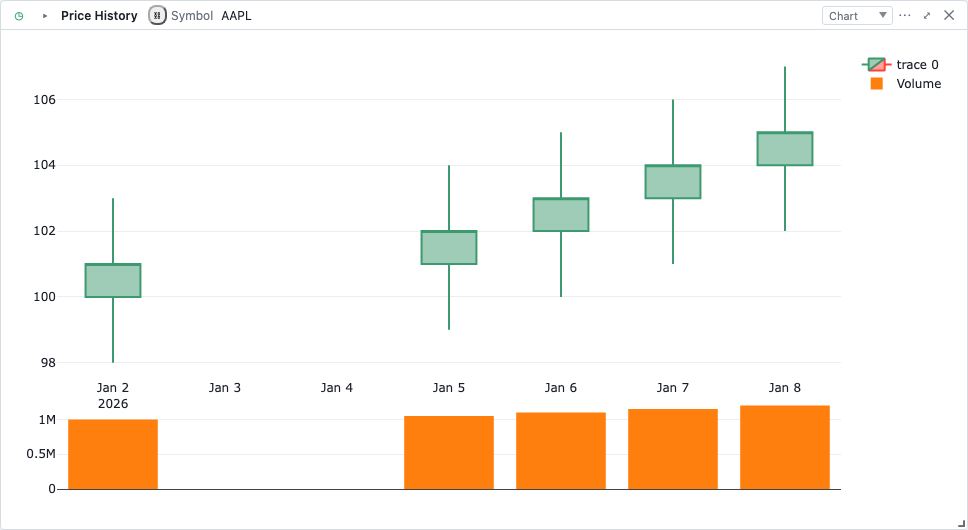 Price History Symbol AAPL Chart
trace 0
Volume
106
104
102
100
98
Jan 2 Jan 3 Jan 4 Jan 5 Jan 6 Jan 7 Jan 8
2026
1M
0.5M
0